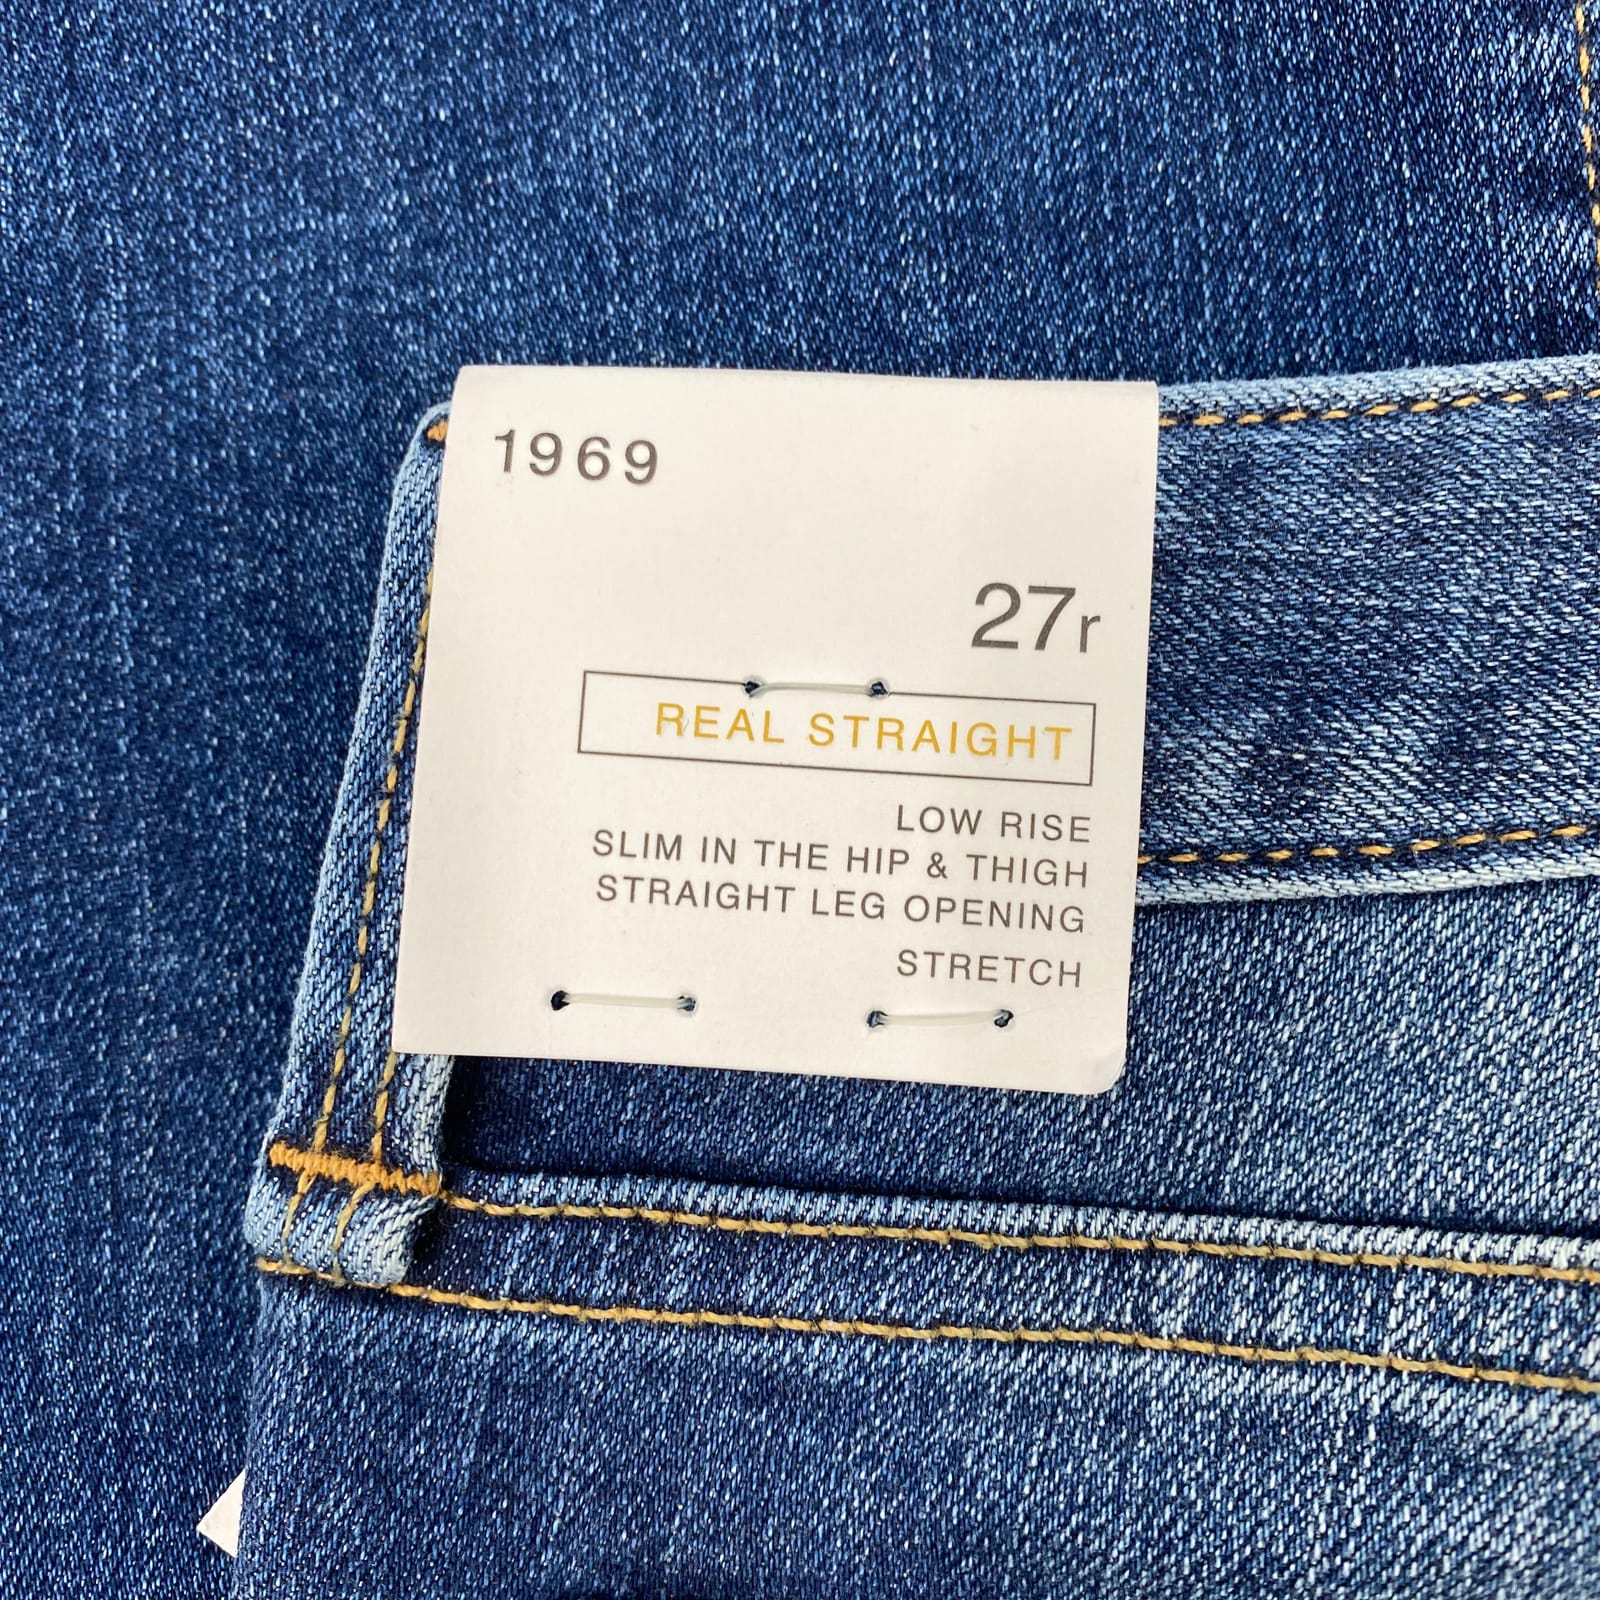 1969
27r
REAL STRAIGHT
LOW RISE
SLIM IN THE HIP & THIGH
STRAIGHT LEG OPENING
STRETCH